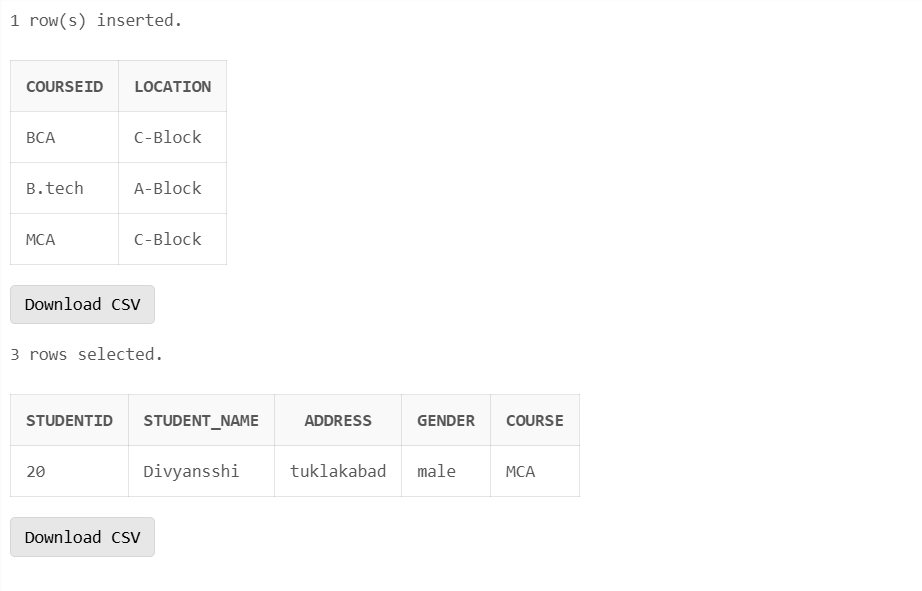 1 row(s) inserted.
COURSEID LOCATION
BCA C-Block
B.tech A-Block
MCA C-Block
Download CSV
3 rows selected.
STUDENTID STUDENT_NAME ADDRESS GENDER COURSE
20 Divyansshi tuklakabad male MCA
Download CSV